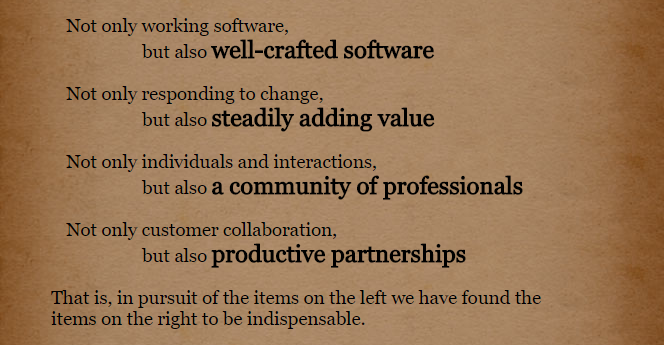 Not only working software,
but also well-crafted software
Not only responding to change,
but also steadily adding value
Not only individuals and interactions,
but also a community of professionals
Not only customer collaboration,
but also productive partnerships
That is, in pursuit of the items on the left we have found the
items on the right to be indispensable.